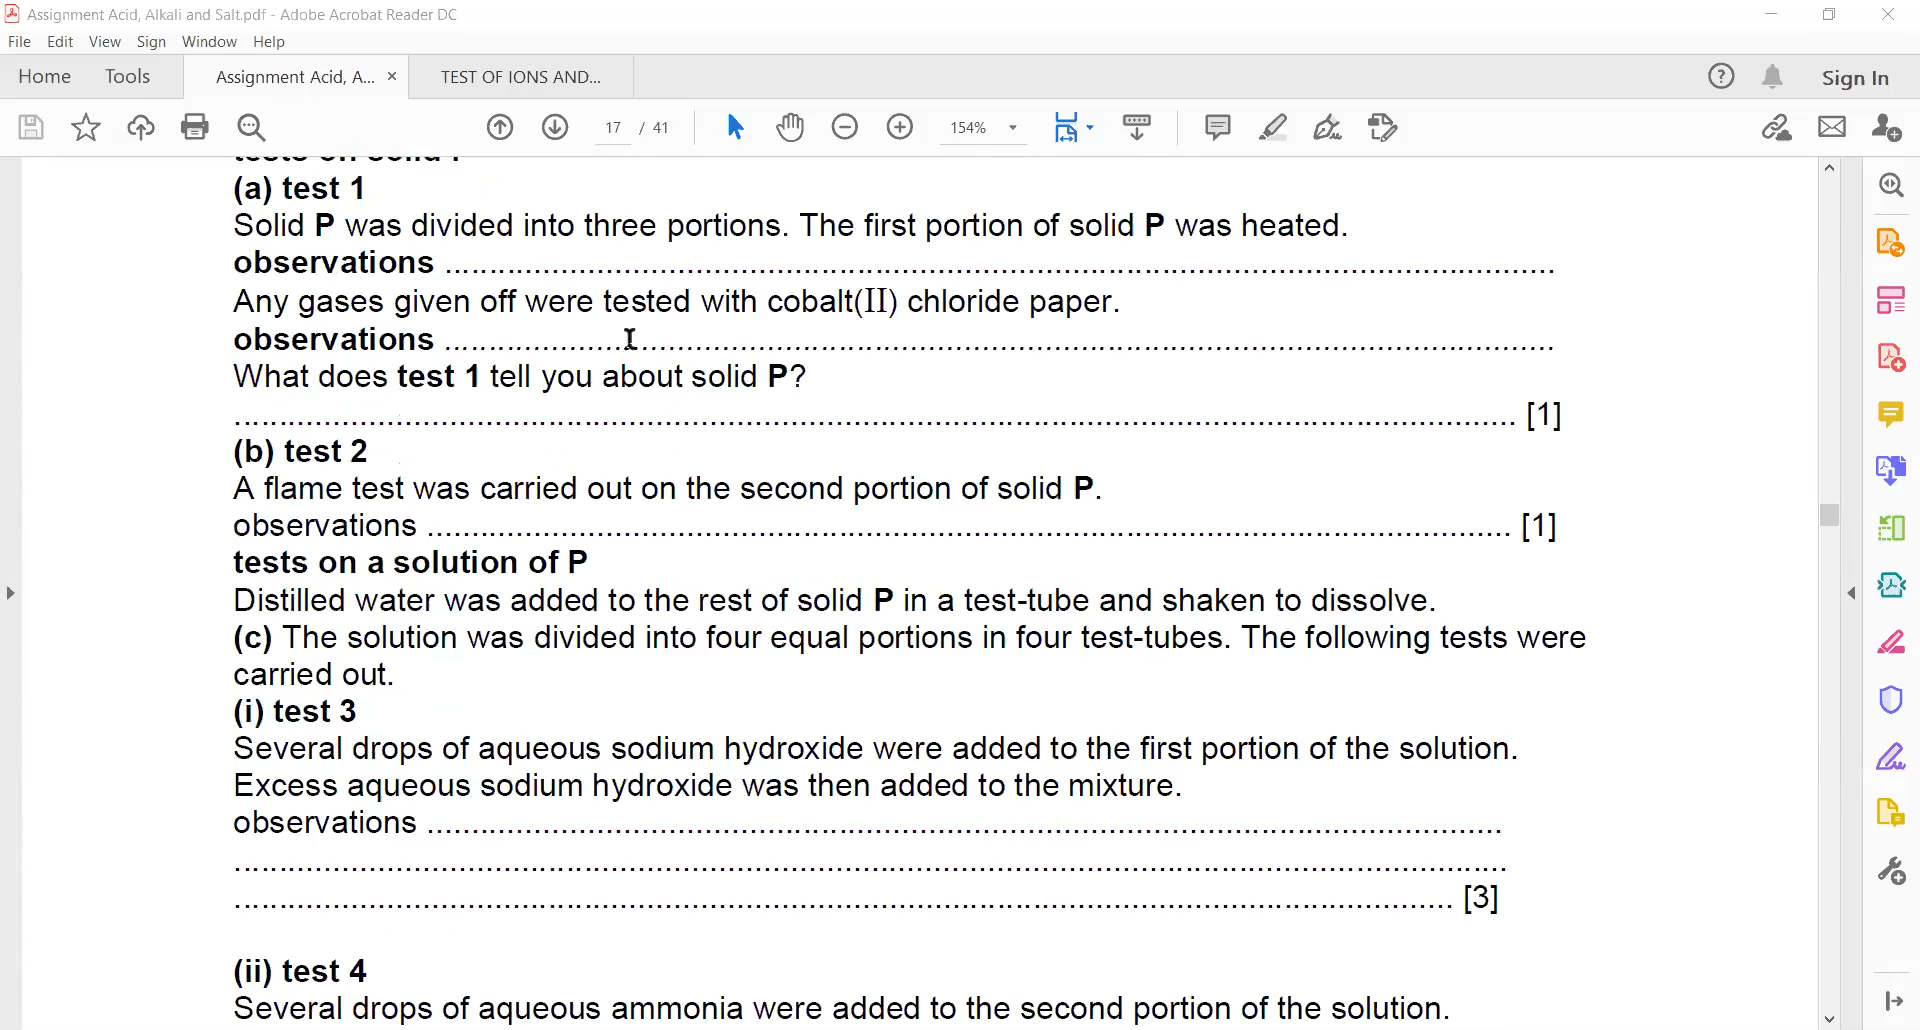 Assignment Acid, Alkali and Salt.pdf - Adobe Acrobat Reader DC
File Edit View Sign Window Help
Home Tools Assignment Acid, A... × TEST OF IONS AND... Sign In
17 / 41 154%
tests on solid P
(a) test 1
Solid P was divided into three portions. The first portion of solid P was heated.
observations ................................................................................
Any gases given off were tested with cobalt(II) chloride paper.
observations ................................................................................
What does test 1 tell you about solid P?
................................................................................ [1]
(b) test 2
A flame test was carried out on the second portion of solid P.
observations ................................................................................ [1]
tests on a solution of P
Distilled water was added to the rest of solid P in a test-tube and shaken to dissolve.
(c) The solution was divided into four equal portions in four test-tubes. The following tests were
carried out.
(i) test 3
Several drops of aqueous sodium hydroxide were added to the first portion of the solution.
Excess aqueous sodium hydroxide was then added to the mixture.
observations ................................................................................
................................................................................
................................................................................ [3]
(ii) test 4
Several drops of aqueous ammonia were added to the second portion of the solution.